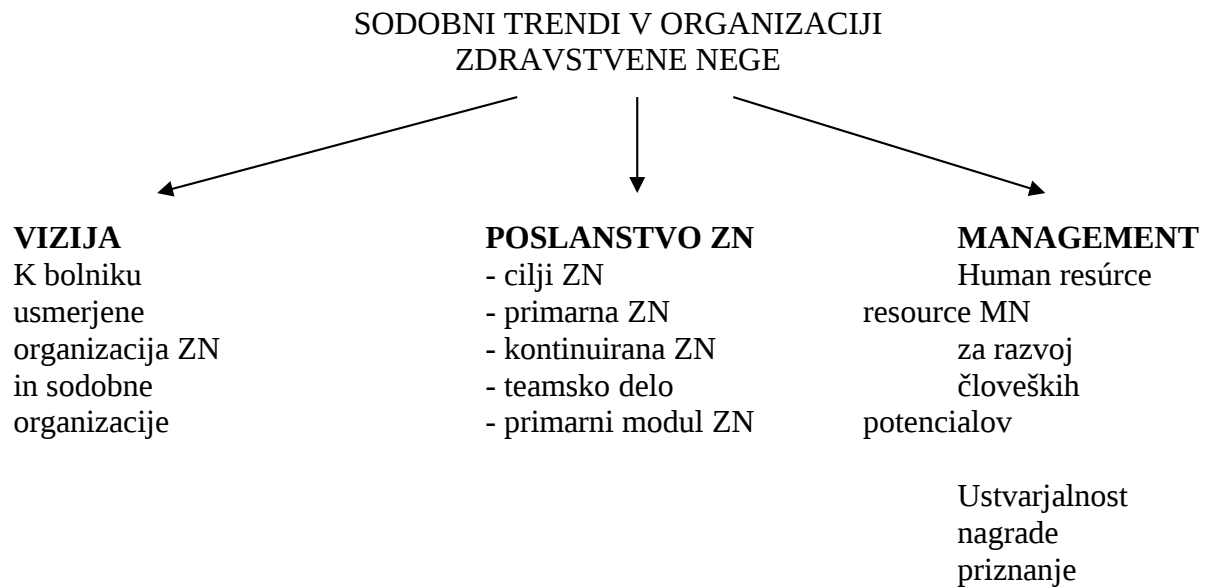 SODOBNI TRENDI V ORGANIZACIJI
ZDRAVSTVENE NEGE
VIZIJA
K bolniku
usmerjene
organizacija ZN
in sodobne
organizacije
POSLANSTVO ZN
- cilji ZN
- primarna ZN
- kontinuirana ZN
- teamsko delo
- primarni modul ZN
MANAGEMENT
Human resúrce
resource MN
za razvoj
človeških
potencialov
Ustvarjalnost
nagrade
priznanje